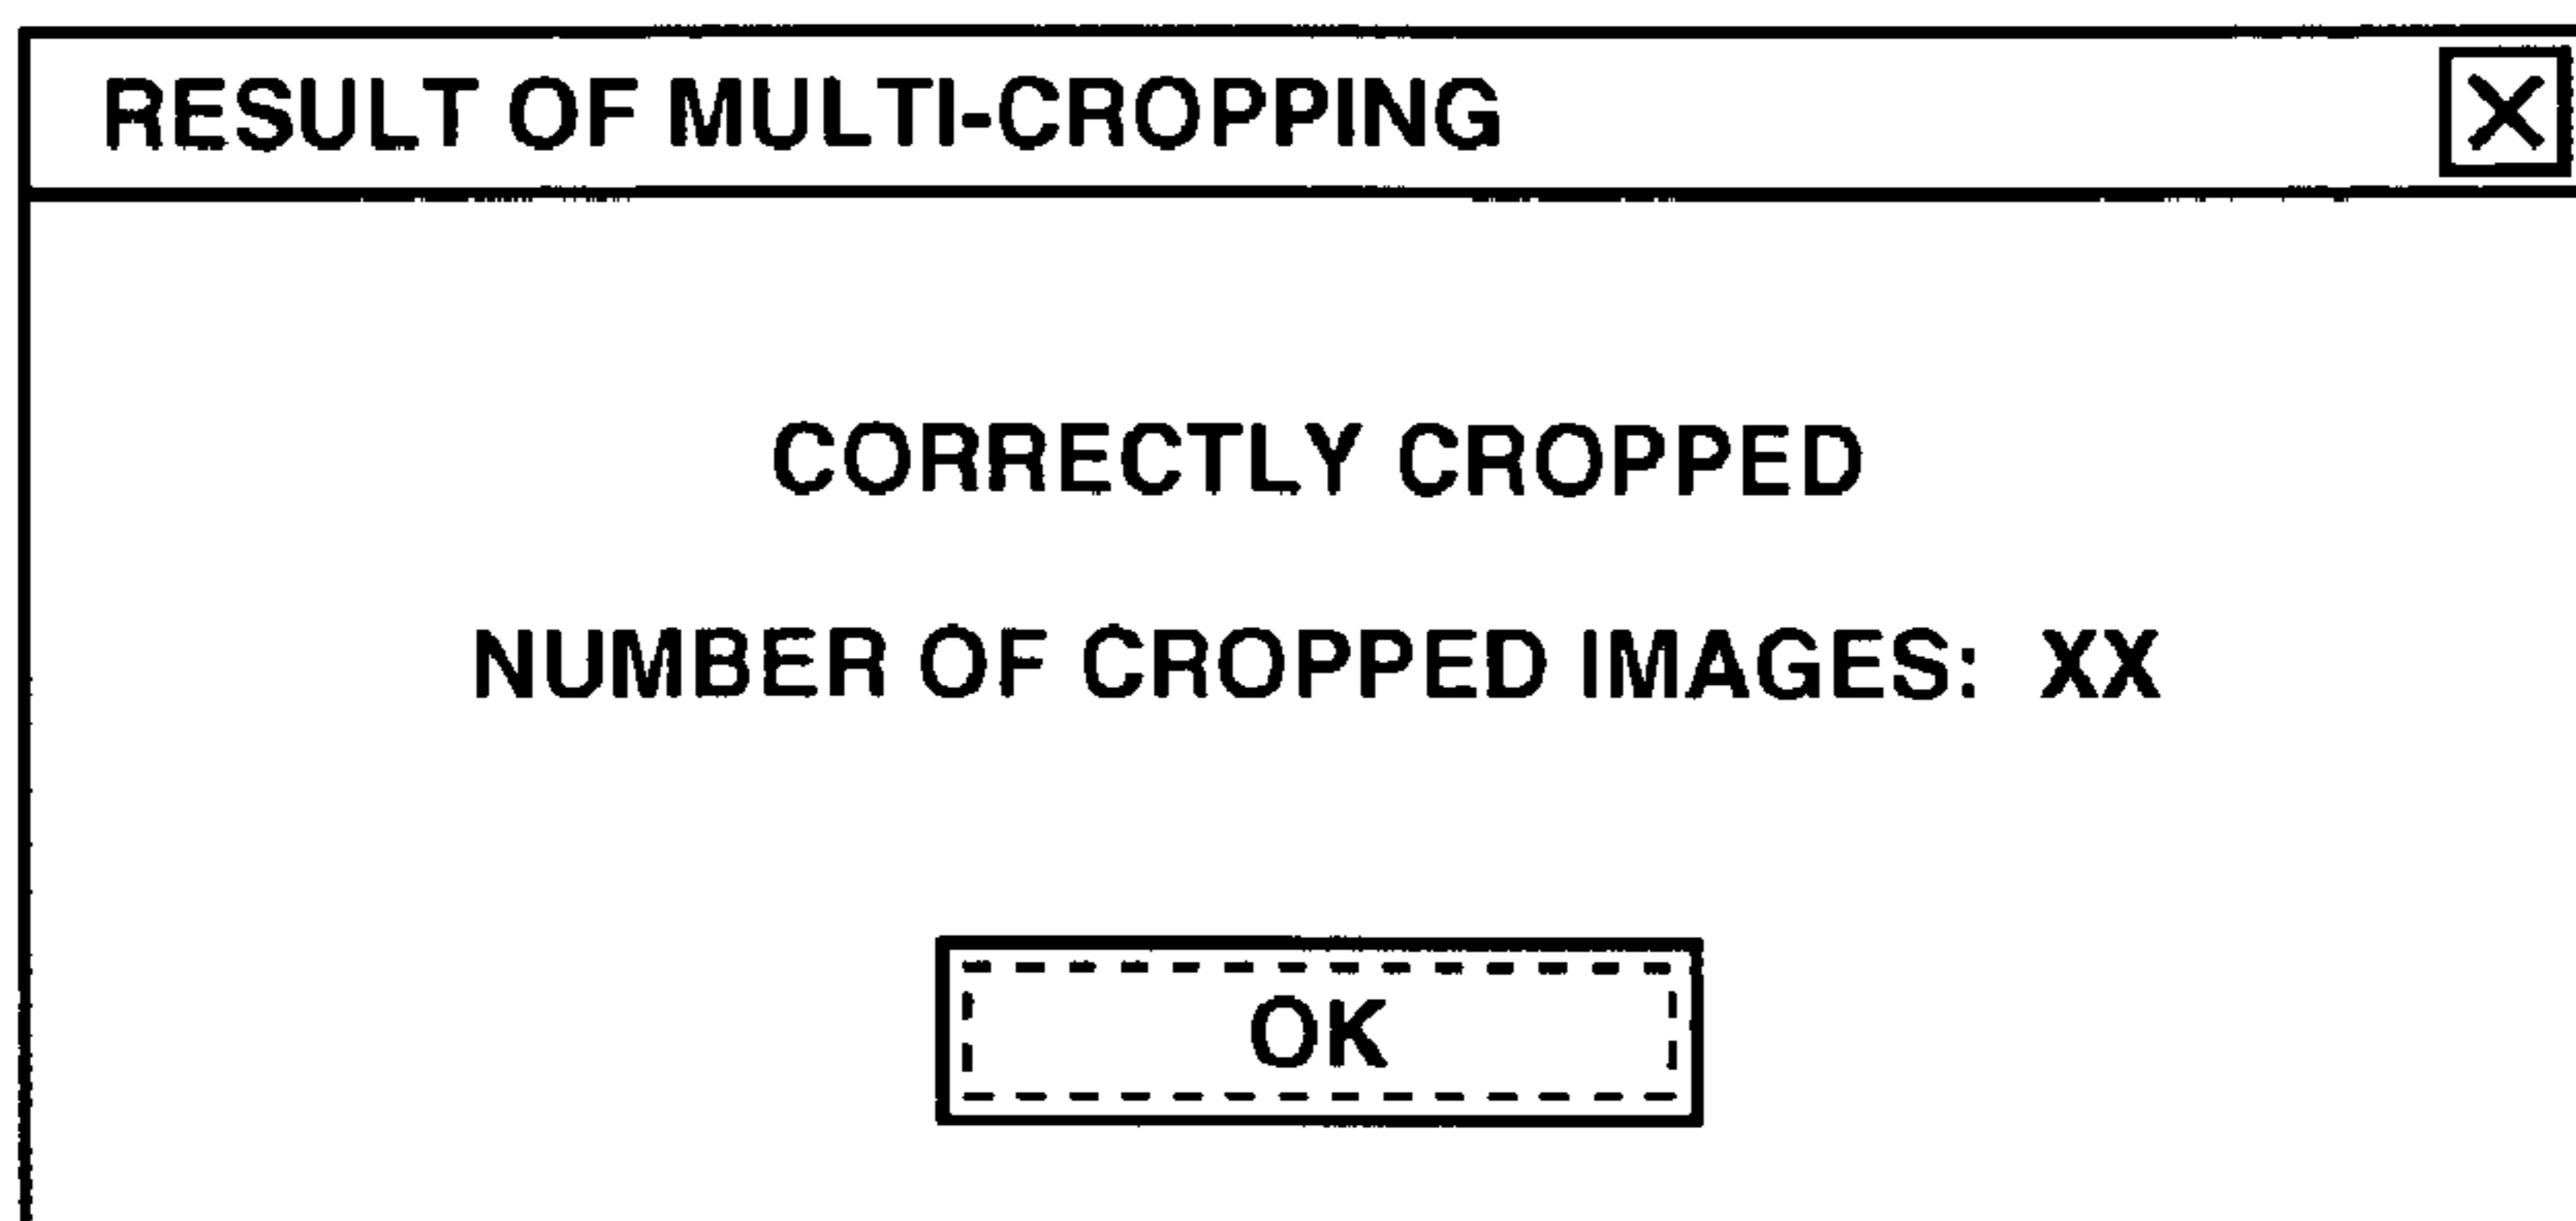 RESULT OF MULTI-CROPPING
CORRECTLY CROPPED
NUMBER OF CROPPED IMAGES: XX
OK